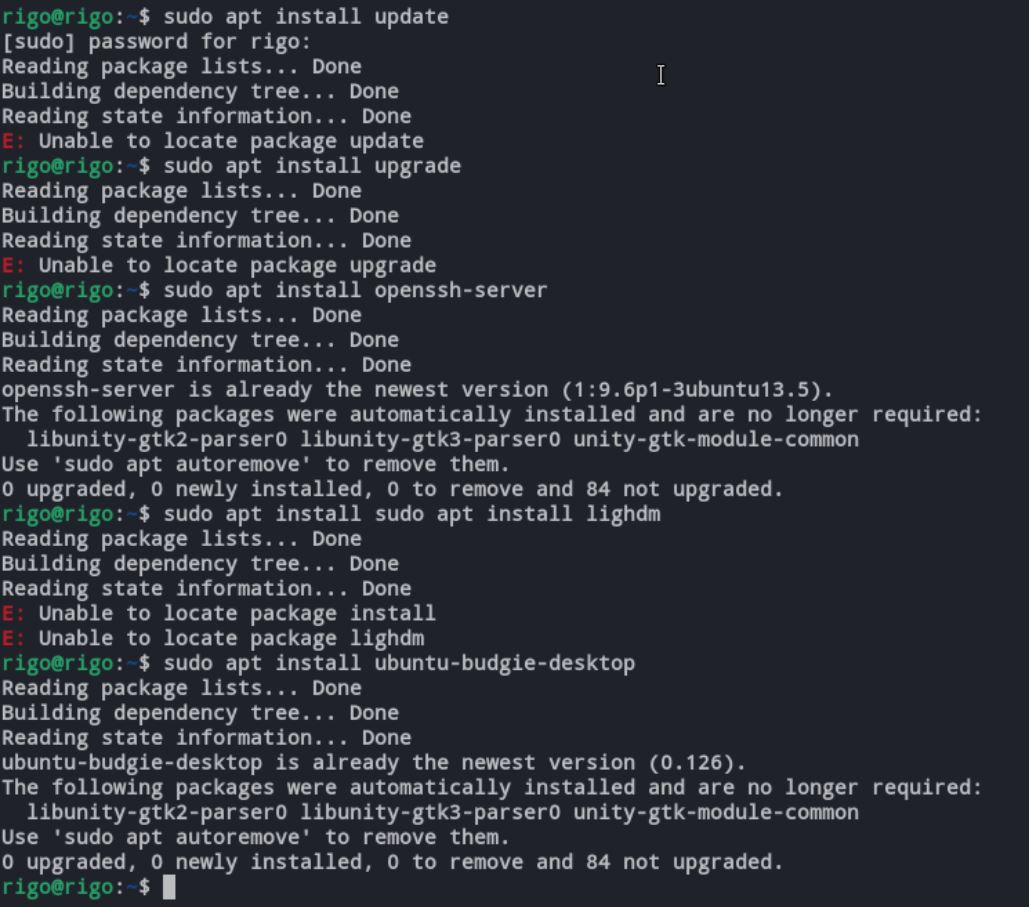 rigo@rigo:~$ sudo apt install update
[sudo] password for rigo:
Reading package lists... Done
Building dependency tree... Done
Reading state information... Done
E: Unable to locate package update
rigo@rigo:~$ sudo apt install upgrade
Reading package lists... Done
Building dependency tree... Done
Reading state information... Done
E: Unable to locate package upgrade
rigo@rigo:~$ sudo apt install openssh-server
Reading package lists... Done
Building dependency tree... Done
Reading state information... Done
openssh-server is already the newest version (1:9.6p1-3ubuntu13.5).
The following packages were automatically installed and are no longer required:
  libunity-gtk2-parser0 libunity-gtk3-parser0 unity-gtk-module-common
Use 'sudo apt autoremove' to remove them.
0 upgraded, 0 newly installed, 0 to remove and 84 not upgraded.
rigo@rigo:~$ sudo apt install sudo apt install lighdm
Reading package lists... Done
Building dependency tree... Done
Reading state information... Done
E: Unable to locate package install
E: Unable to locate package lighdm
rigo@rigo:~$ sudo apt install ubuntu-budgie-desktop
Reading package lists... Done
Building dependency tree... Done
Reading state information... Done
ubuntu-budgie-desktop is already the newest version (0.126).
The following packages were automatically installed and are no longer required:
  libunity-gtk2-parser0 libunity-gtk3-parser0 unity-gtk-module-common
Use 'sudo apt autoremove' to remove them.
0 upgraded, 0 newly installed, 0 to remove and 84 not upgraded.
rigo@rigo:~$